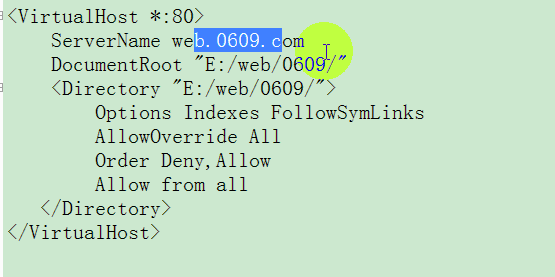 <VirtualHost *:80>
ServerName web.0609.com
DocumentRoot "E:/web/0609/"
<Directory "E:/web/0609/">
Options Indexes FollowSymLinks
AllowOverride All
Order Deny,Allow
Allow from all
</Directory>
</VirtualHost>